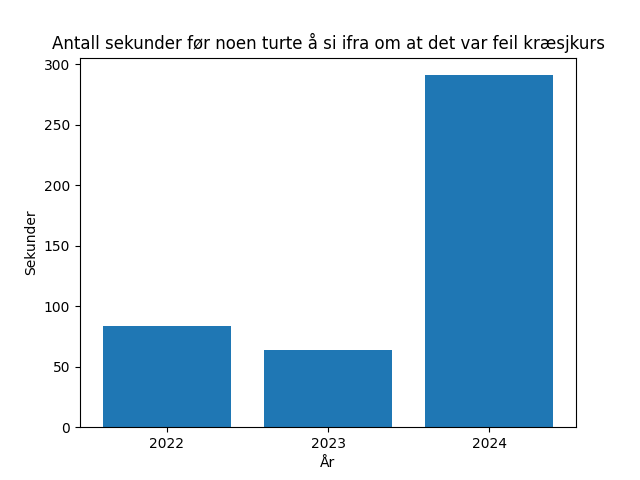 Antall sekunder før noen turte å si ifra om at det var feil kræsjkurs
300
250
200
150
100
50
0
Sekunder
2022 2023 2024
År